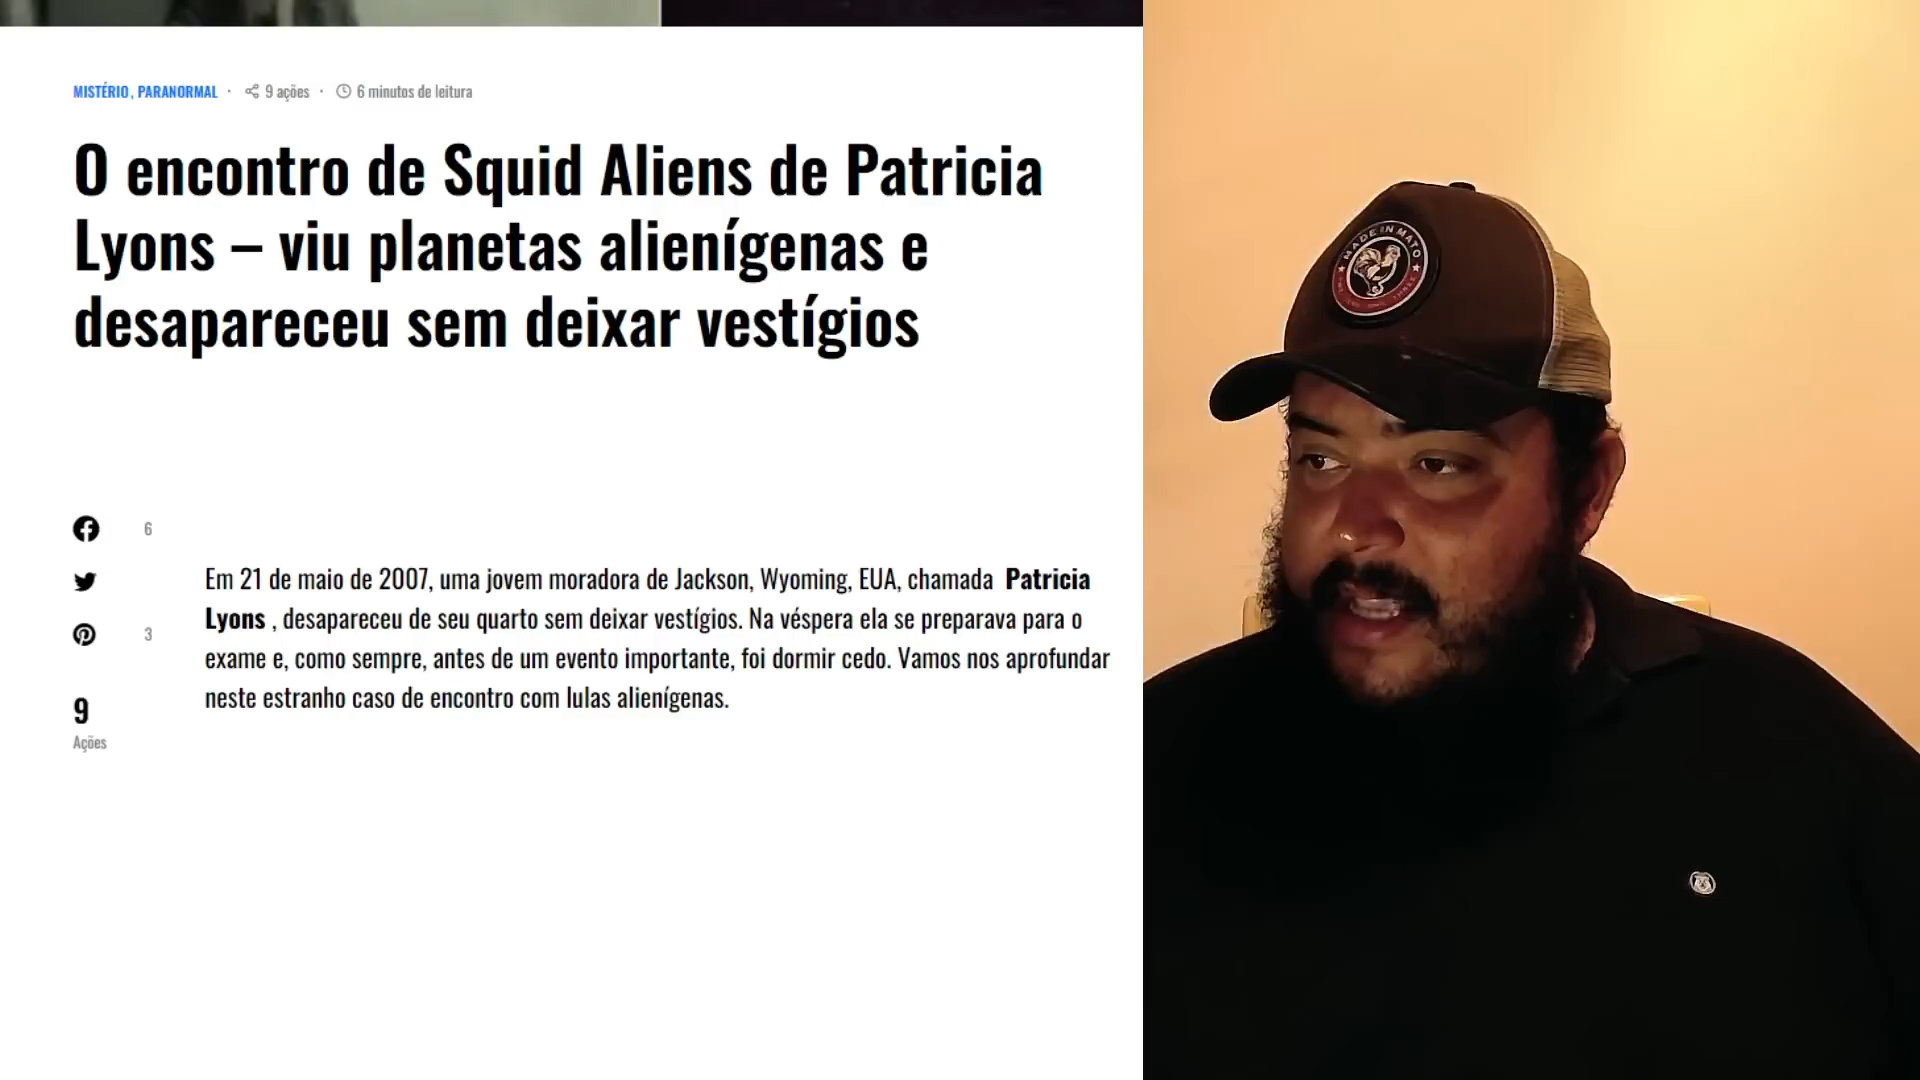 MISTÉRIO, PARANORMAL · 9 ações · 6 minutos de leitura
O encontro de Squid Aliens de Patricia
Lyons – viu planetas alienígenas e
desapareceu sem deixar vestígios
6
3
9
Ações
Em 21 de maio de 2007, uma jovem moradora de Jackson, Wyoming, EUA, chamada Patricia
Lyons , desapareceu de seu quarto sem deixar vestígios. Na véspera ela se preparava para o
exame e, como sempre, antes de um evento importante, foi dormir cedo. Vamos nos aprofundar
neste estranho caso de encontro com lulas alienígenas.
MADE IN MATO